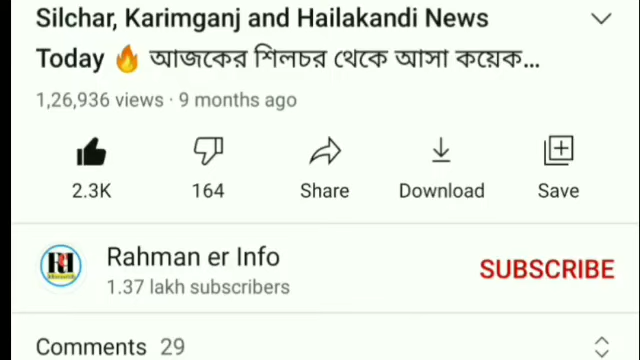 Silchar, Karimganj and Hailakandi News
Today 🔥 আজকের শিলচর থেকে আসা কয়েক...
1,26,936 views · 9 months ago
2.3K 164 Share Download Save
Rahman er Info
SUBSCRIBE
1.37 lakh subscribers
Comments 29